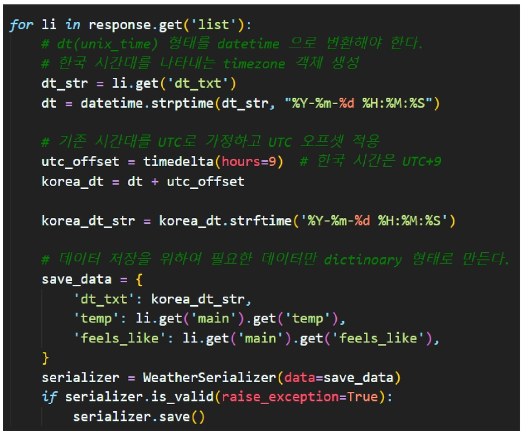 for li in response.get('list'):
    # dt(unix_time) 형태를 datetime 으로 변환해야 한다.
    # 한국 시간대를 나타내는 timezone 객체 생성
    dt_str = li.get('dt_txt')
    dt = datetime.strptime(dt_str, "%Y-%m-%d %H:%M:%S")

    # 기존 시간대를 UTC로 가정하고 UTC 오프셋 적용
    utc_offset = timedelta(hours=9)  # 한국 시간은 UTC+9
    korea_dt = dt + utc_offset

    korea_dt_str = korea_dt.strftime('%Y-%m-%d %H:%M:%S')

    # 데이터 저장을 위하여 필요한 데이터만 dictinoary 형태로 만든다.
    save_data = {
        'dt_txt': korea_dt_str,
        'temp': li.get('main').get('temp'),
        'feels_like': li.get('main').get('feels_like'),
    }
    serializer = WeatherSerializer(data=save_data)
    if serializer.is_valid(raise_exception=True):
        serializer.save()